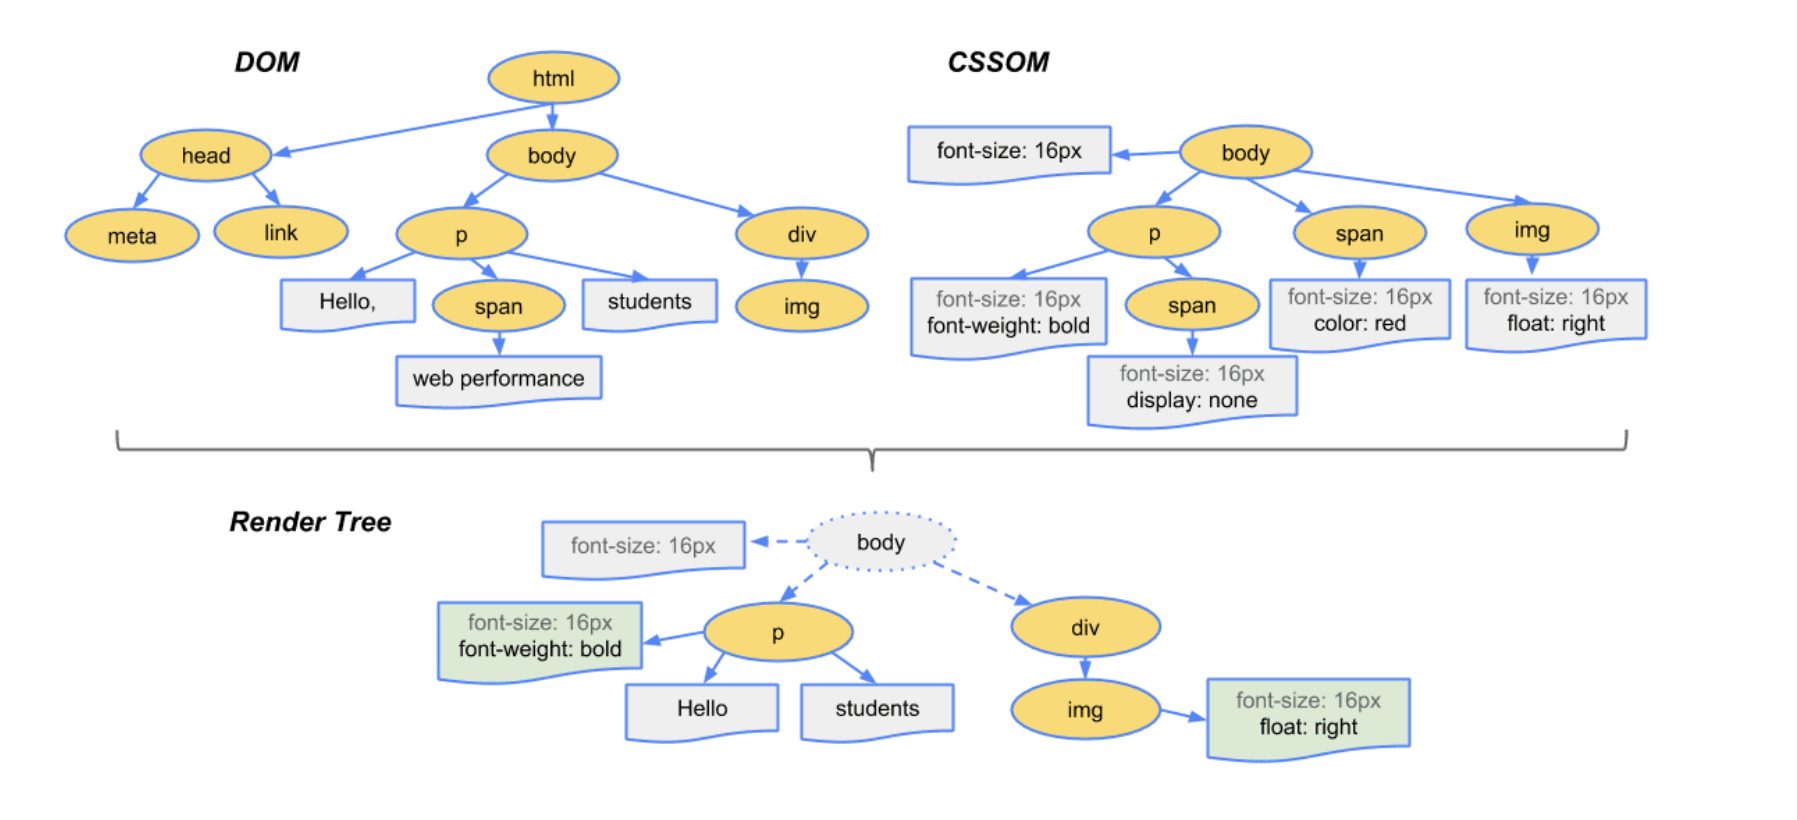 DOM
html
head
body
meta
link
p
div
Hello,
span
students
img
web performance
CSSOM
font-size: 16px
body
p
span
img
font-size: 16px
font-weight: bold
span
font-size: 16px
color: red
font-size: 16px
float: right
font-size: 16px
display: none
Render Tree
font-size: 16px
body
font-size: 16px
font-weight: bold
p
div
Hello
students
img
font-size: 16px
float: right